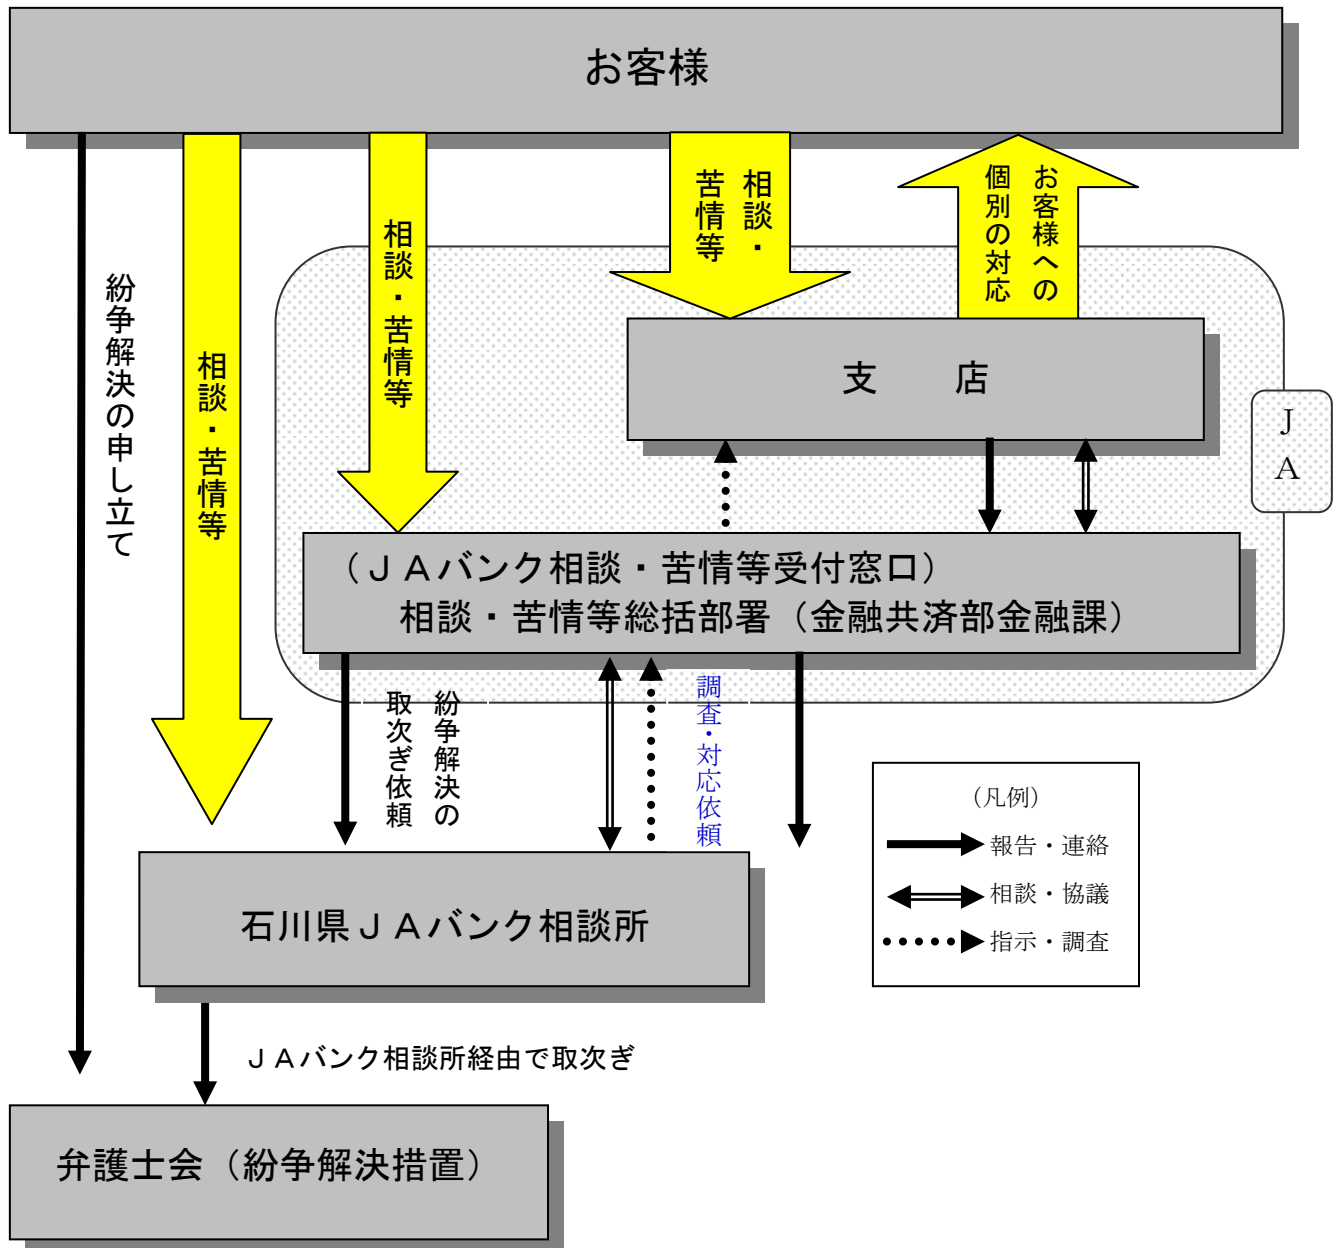 お客様
相談・
苦情等
お客様への
個別の対応
相談・苦情等
相談・苦情等
紛争解決の申し立て
支　店
ＪＡ
（ＪＡバンク相談・苦情等受付窓口）
相談・苦情等総括部署（金融共済部金融課）
紛争解決の
取次ぎ依頼
調査・対応依頼
（凡例）
報告・連絡
相談・協議
指示・調査
石川県ＪＡバンク相談所
ＪＡバンク相談所経由で取次ぎ
弁護士会（紛争解決措置）